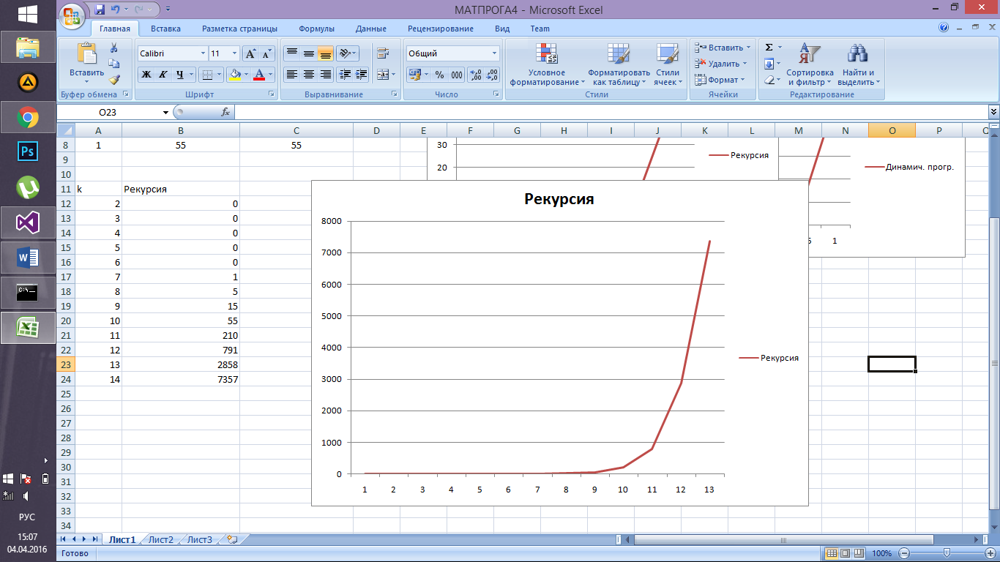 МАТПРОГА4 - Microsoft Excel
Главная Вставка Разметка страницы Формулы Данные Рецензирование Вид Team
Вставить
Буфер обмена
Calibri 11
Ж К Ч
Шрифт
Выравнивание
Общий
% 000
Число
Условное форматирование
Форматировать как таблицу
Стили ячеек
Стили
Вставить
Удалить
Формат
Ячейки
Σ
Сортировка и фильтр
Найти и выделить
Редактирование
O23 fx
A B C D E F G H I J K L M N O P
8 1 55 55
9
10
11 k Рекурсия
12 2 0
13 3 0
14 4 0
15 5 0
16 6 0
17 7 1
18 8 5
19 9 15
20 10 55
21 11 210
22 12 791
23 13 2858
24 14 7357
25
26
27
28
29
30
31
32
33
34
30
20
Рекурсия
Динамич. прогр.
1
Рекурсия
8000
7000
6000
5000
4000
3000
2000
1000
0
1 2 3 4 5 6 7 8 9 10 11 12 13
Рекурсия
Лист1 Лист2 Лист3
Готово 100%
Ps
W
C:\
РУС
15:07
04.04.2016